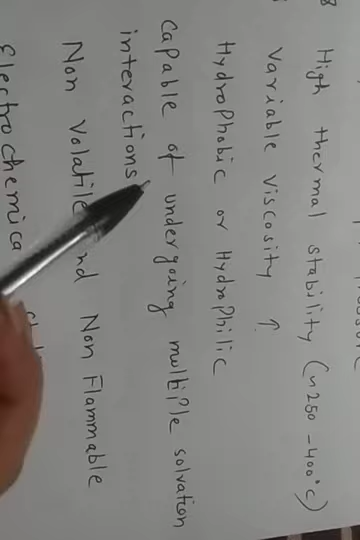 High thermal stability (~250-400°C)
Variable viscosity ↑
Hydrophobic or Hydrophilic
Capable of undergoing multiple solvation
interactions
Non Volatile and Non Flammable
Electrochemica